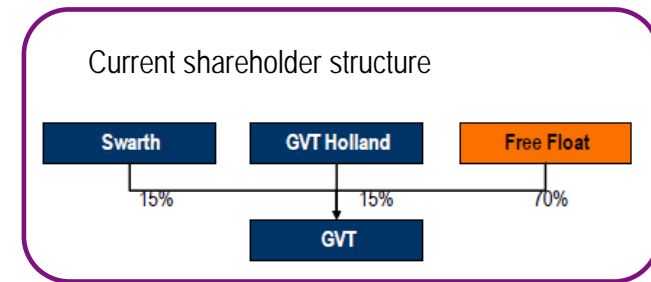 Current shareholder structure
Swarth GVT Holland Free Float
15% 15% 70%
GVT